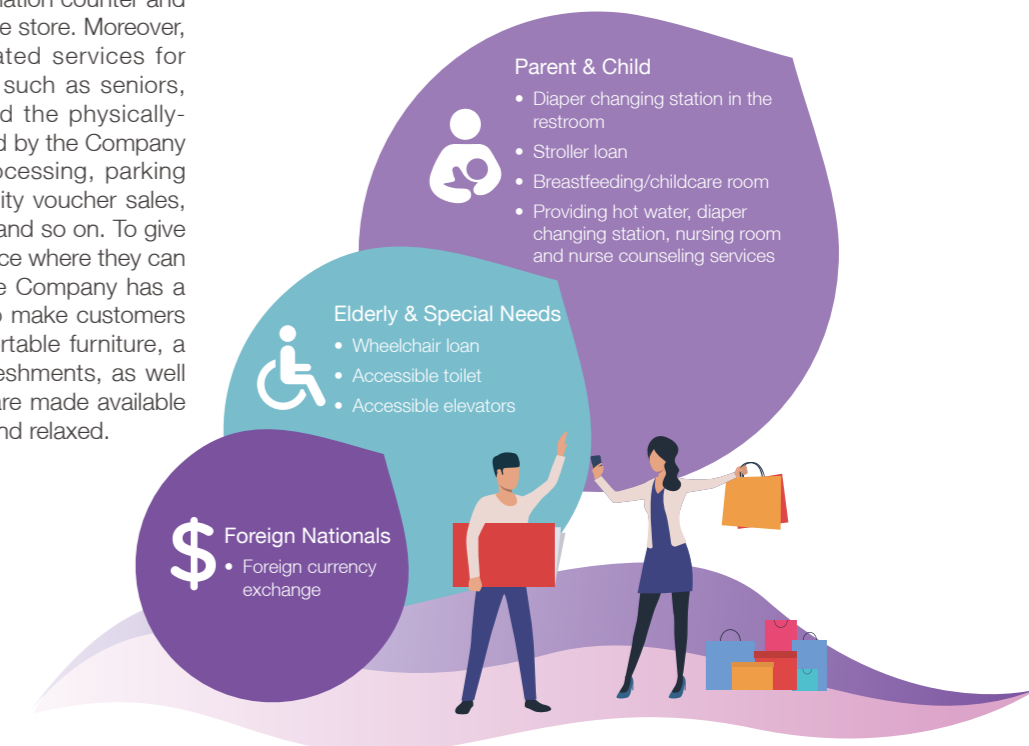 ation counter and
e store. Moreover,
ated services for
such as seniors,
d the physically-
d by the Company
ocessing, parking
ity voucher sales,
and so on. To give
ce where they can
e Company has a
o make customers
rtable furniture, a
eshments, as well
are made available
nd relaxed.
Parent & Child
• Diaper changing station in the
restroom
• Stroller loan
• Breastfeeding/childcare room
• Providing hot water, diaper
changing station, nursing room
and nurse counseling services
Elderly & Special Needs
• Wheelchair loan
• Accessible toilet
• Accessible elevators
$
Foreign Nationals
• Foreign currency
exchange